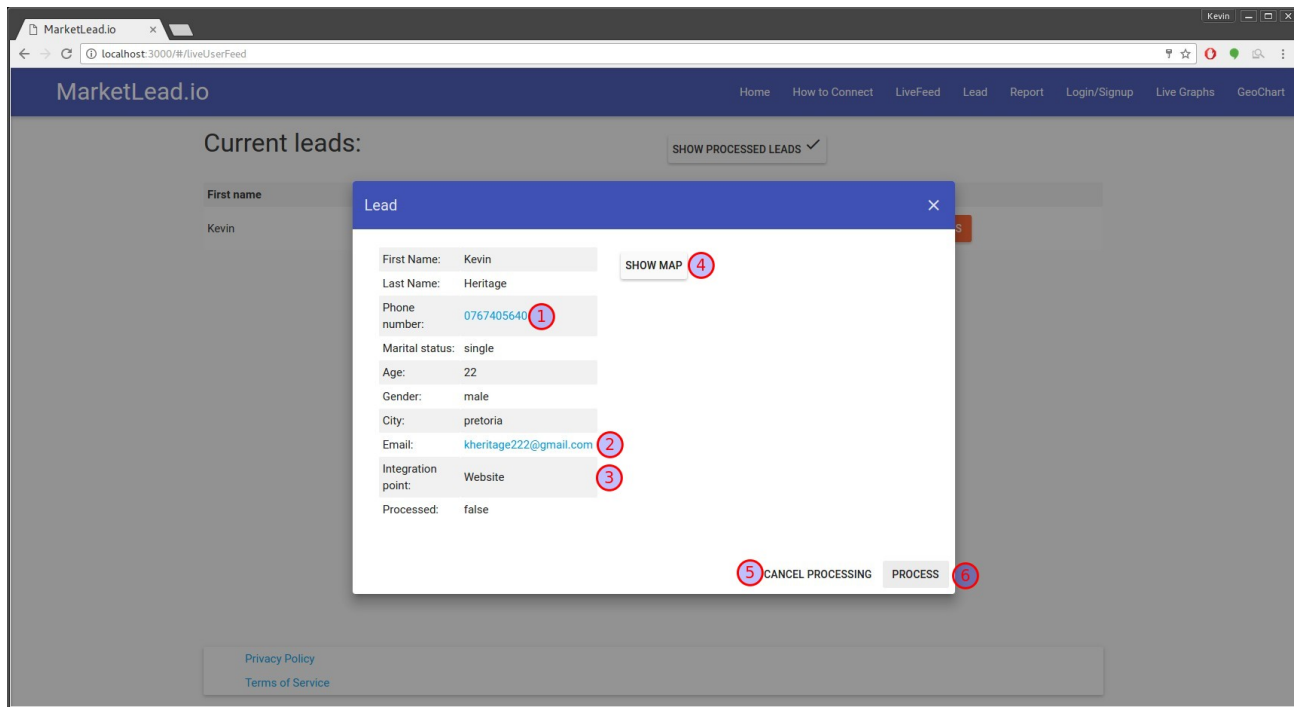 Kevin
MarketLead.io
localhost:3000/#/liveUserFeed
MarketLead.io Home How to Connect LiveFeed Lead Report Login/Signup Live Graphs GeoChart
Current leads: SHOW PROCESSED LEADS
First name
Kevin S
Lead
First Name: Kevin
SHOW MAP 4
Last Name: Heritage
Phone
number: 0767405640 1
Marital status: single
Age: 22
Gender: male
City: pretoria
Email: kheritage222@gmail.com 2
Integration
point: Website 3
Processed: false
5 CANCEL PROCESSING PROCESS 6
Privacy Policy
Terms of Service